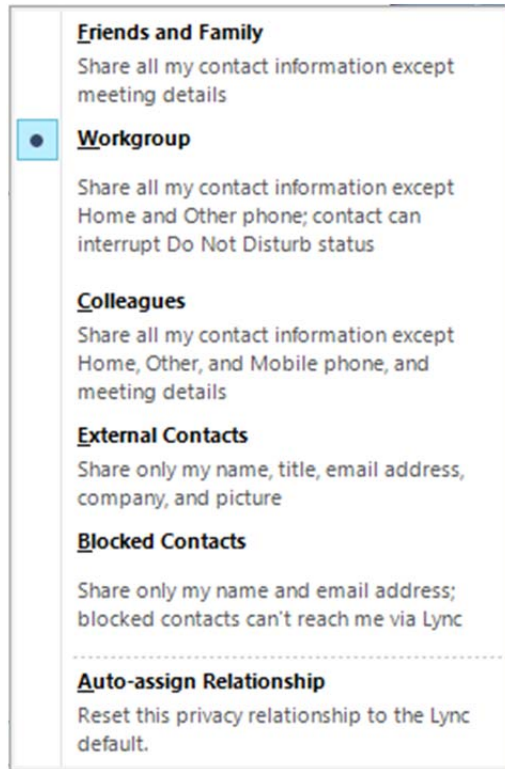 Friends and Family
Share all my contact information except
meeting details
Workgroup
Share all my contact information except
Home and Other phone; contact can
interrupt Do Not Disturb status
Colleagues
Share all my contact information except
Home, Other, and Mobile phone, and
meeting details
External Contacts
Share only my name, title, email address,
company, and picture
Blocked Contacts
Share only my name and email address;
blocked contacts can't reach me via Lync
Auto-assign Relationship
Reset this privacy relationship to the Lync
default.